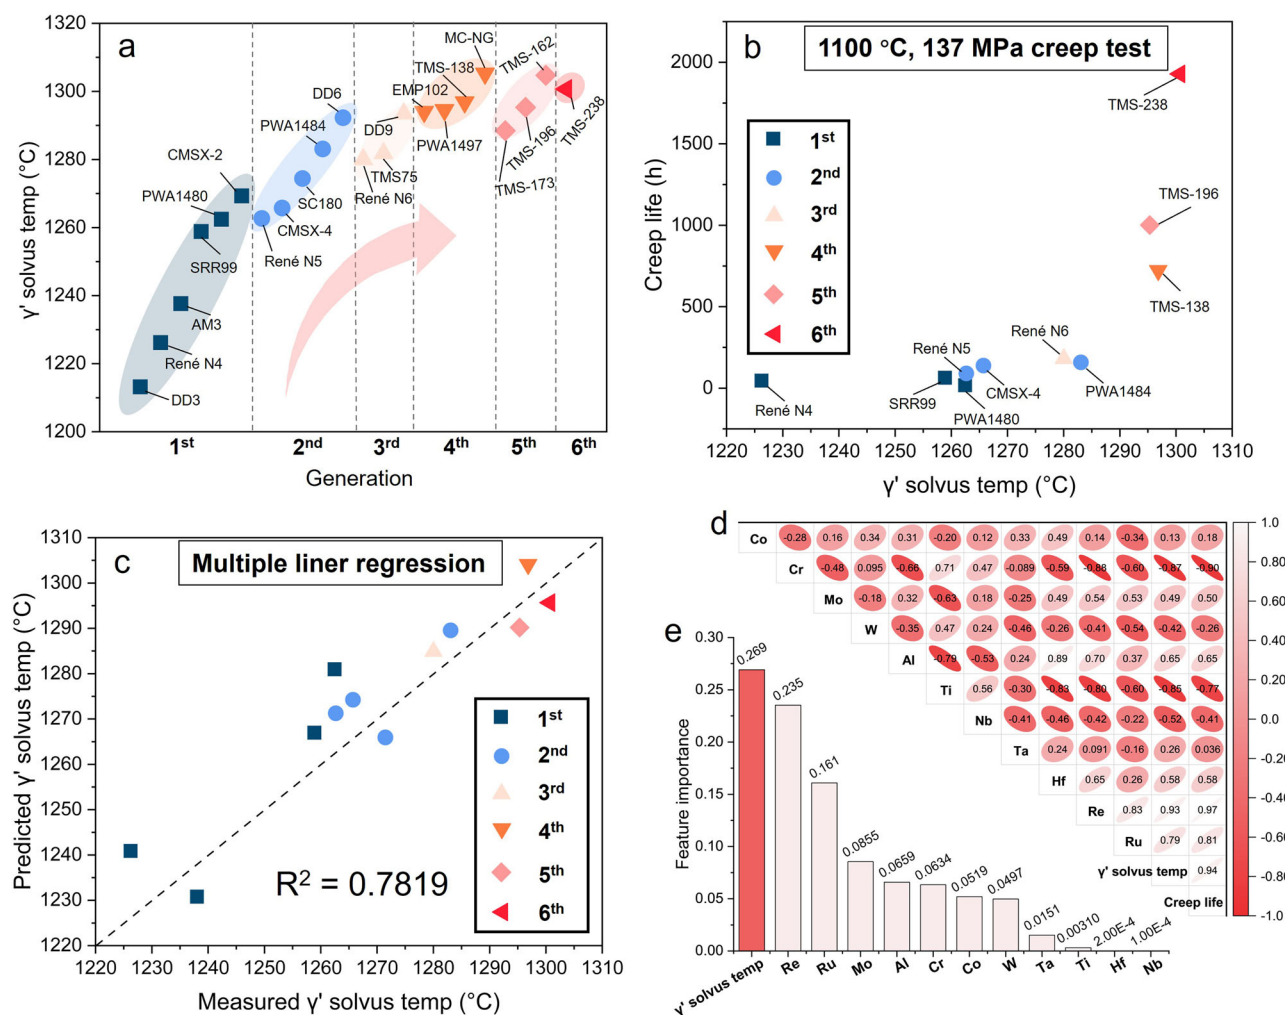 a
1320
1300
1280
1260
1240
1220
1200
γ' solvus temp (°C)
MC-NG
TMS-162
TMS-138
EMP102
DD6
PWA1484
DD9
PWA1497
TMS-196
TMS-238
CMSX-2
TMS75
TMS-173
PWA1480
SC180
René N6
CMSX-4
SRR99
René N5
AM3
René N4
DD3
1st 2nd 3rd 4th 5th 6th
Generation
b
1100 °C, 137 MPa creep test
2000
1500
1000
500
0
Creep life (h)
1st
2nd
3rd
4th
5th
6th
TMS-238
TMS-196
TMS-138
René N6
René N5
PWA1484
CMSX-4
SRR99
René N4
PWA1480
1220 1230 1240 1250 1260 1270 1280 1290 1300 1310
γ' solvus temp (°C)
c
Multiple liner regression
1310
1300
1290
1280
1270
1260
1250
1240
1230
1220
Predicted γ' solvus temp (°C)
1st
2nd
3rd
4th
5th
6th
R² = 0.7819
1220 1230 1240 1250 1260 1270 1280 1290 1300 1310
Measured γ' solvus temp (°C)
d
Co -0.28 0.16 0.34 0.31 -0.20 0.12 0.33 0.49 0.14 -0.34 0.13 0.18
Cr -0.48 0.095 -0.66 0.71 0.47 -0.089 -0.59 -0.88 -0.60 -0.87 -0.90
Mo -0.18 0.32 -0.63 0.18 -0.25 0.49 0.54 0.53 0.49 0.50
W -0.35 0.47 0.24 -0.46 -0.26 -0.41 -0.54 -0.42 -0.26
Al -0.79 -0.53 0.24 0.89 0.70 0.37 0.65 0.65
Ti 0.56 -0.30 -0.83 -0.80 -0.60 -0.85 -0.77
Nb -0.41 -0.46 -0.42 -0.22 -0.52 -0.41
Ta 0.24 0.091 -0.16 0.26 0.036
Hf 0.65 0.26 0.58 0.58
Re 0.83 0.93 0.97
Ru 0.79 0.81
γ' solvus temp 0.94
Creep life
1.0
0.80
0.60
0.40
0.20
0.0
-0.20
-0.40
-0.60
-0.80
-1.0
e
0.30
0.25
0.20
0.15
0.10
0.05
0.00
Feature importance
0.269
0.235
0.161
0.0855
0.0659
0.0634
0.0519
0.0497
0.0151
0.00310
2.00E-4
1.00E-4
γ' solvus temp Re Ru Mo Al Cr Co W Ta Ti Hf Nb